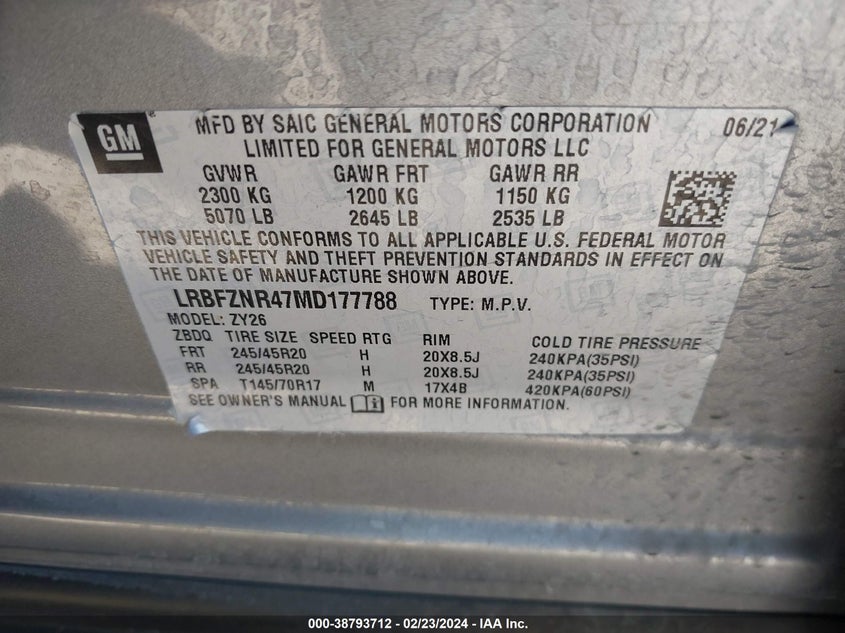 GM ®
MFD BY SAIC GENERAL MOTORS CORPORATION 06/21
LIMITED FOR GENERAL MOTORS LLC
GVWR GAWR FRT GAWR RR
2300 KG 1200 KG 1150 KG
5070 LB 2645 LB 2535 LB
THIS VEHICLE CONFORMS TO ALL APPLICABLE U.S. FEDERAL MOTOR
VEHICLE SAFETY AND THEFT PREVENTION STANDARDS IN EFFECT ON
THE DATE OF MANUFACTURE SHOWN ABOVE.
LRBFZNR47MD177788 TYPE: M.P.V.
MODEL: ZY26
ZBDQ TIRE SIZE SPEED RTG RIM COLD TIRE PRESSURE
FRT 245/45R20 H 20X8.5J 240KPA(35PSI)
RR 245/45R20 H 20X8.5J 240KPA(35PSI)
SPA T145/70R17 M 17X4B 420KPA(60PSI)
SEE OWNER'S MANUAL FOR MORE INFORMATION.
000-38793712 - 02/23/2024 - IAA Inc.